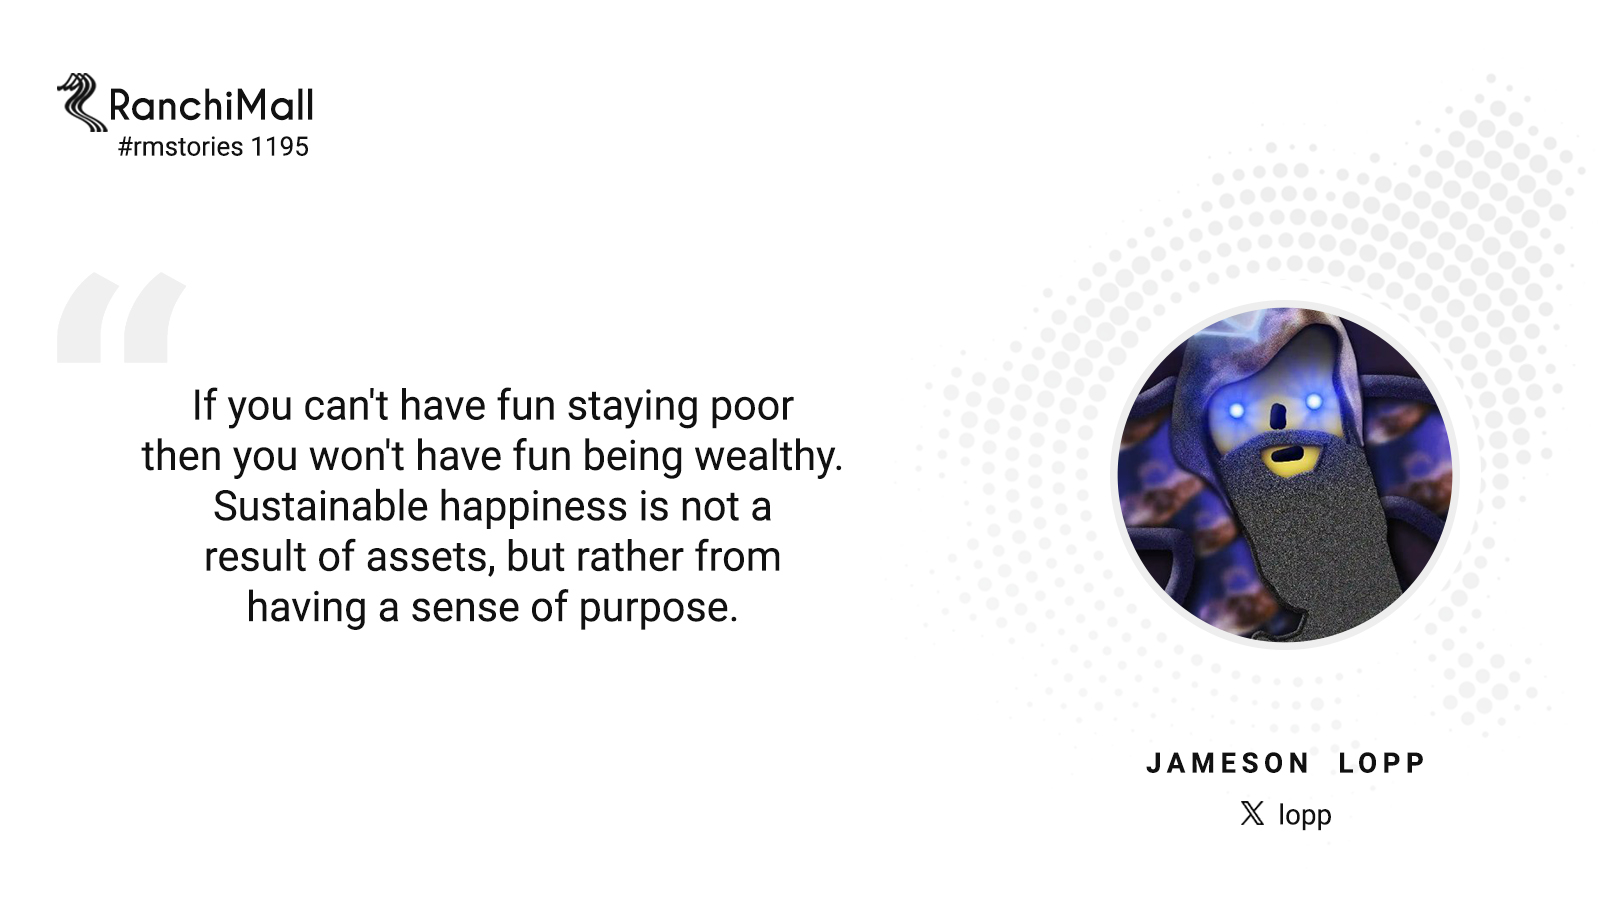 RanchiMall
#rmstories 1195
If you can't have fun staying poor
then you won't have fun being wealthy.
Sustainable happiness is not a
result of assets, but rather from
having a sense of purpose.
JAMESON LOPP
𝕏 lopp